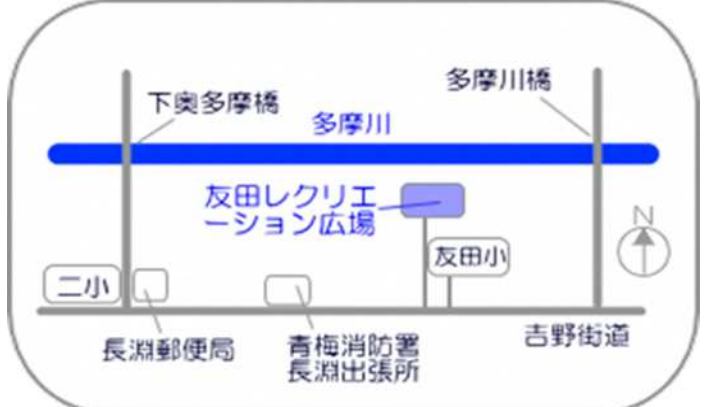 多摩川橋
下奥多摩橋
多摩川
友田レクリエ
ーション広場
N
友田小
二小
吉野街道
長淵郵便局
青梅消防署
長淵出張所